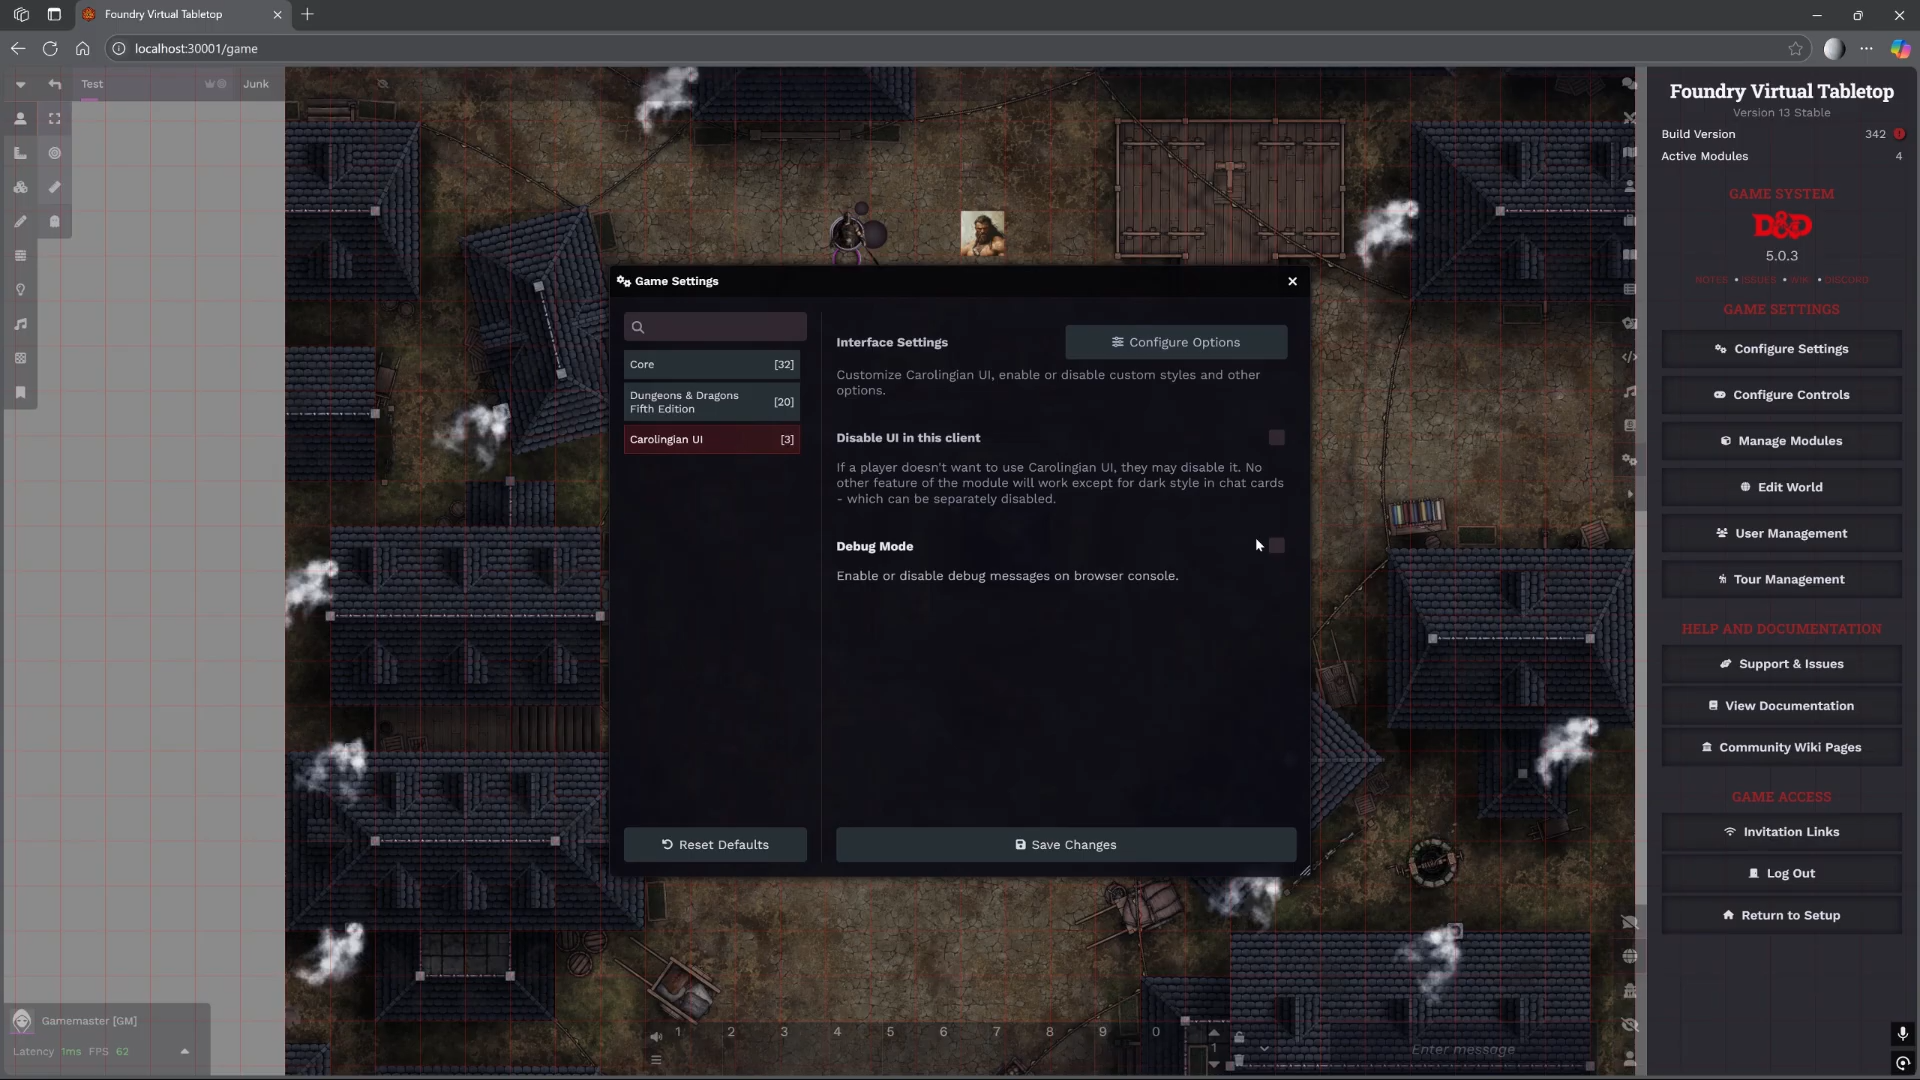 Foundry Virtual Tabletop
localhost:30001/game
Test
Junk
Foundry Virtual Tabletop
Version 13 Stable
Build Version 342
Active Modules 4
GAME SYSTEM
D&D
5.0.3
NOTES • ISSUES • WIKI • DISCORD
GAME SETTINGS
Configure Settings
Configure Controls
Manage Modules
Edit World
User Management
Tour Management
HELP AND DOCUMENTATION
Support & Issues
View Documentation
Community Wiki Pages
GAME ACCESS
Invitation Links
Log Out
Return to Setup
Game Settings
Core [32]
Dungeons & Dragons
Fifth Edition [20]
Carolingian UI [3]
Reset Defaults
Interface Settings
Configure Options
Customize Carolingian UI, enable or disable custom styles and other
options.
Disable UI in this client
If a player doesn't want to use Carolingian UI, they may disable it. No
other feature of the module will work except for dark style in chat cards
- which can be separately disabled.
Debug Mode
Enable or disable debug messages on browser console.
Save Changes
Gamemaster [GM]
Latency 1ms FPS 62
1 2 3 4 5 6 7 8 9 0
1
Enter message